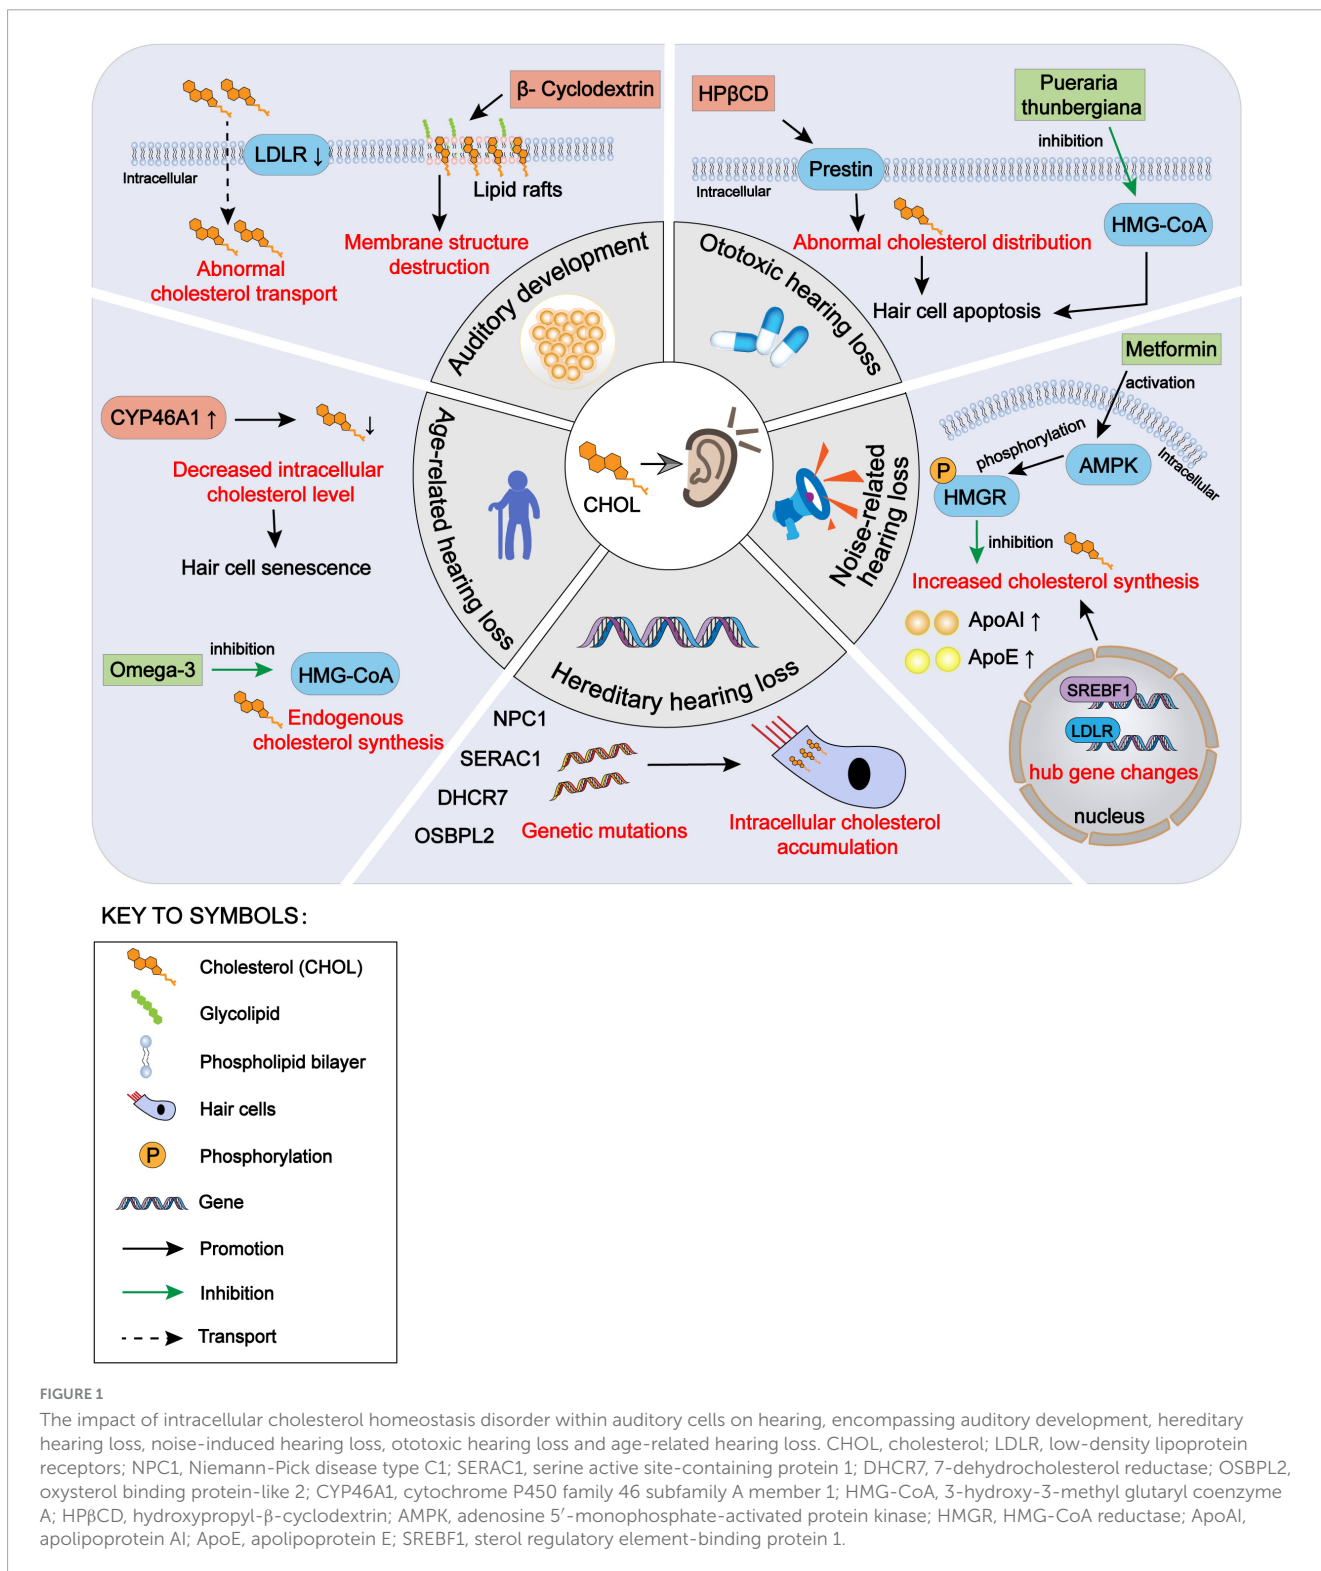 β- Cyclodextrin
LDLR ↓
Intracellular
Lipid rafts
Membrane structure
destruction
Abnormal
cholesterol transport
Auditory development
HPβCD
Pueraria
thunbergiana
inhibition
Prestin
Intracellular
HMG-CoA
Abnormal cholesterol distribution
Hair cell apoptosis
Ototoxic hearing loss
Metformin
activation
phosphorylation
AMPK
Intracellular
P
HMGR
inhibition
Increased cholesterol synthesis
ApoAI ↑
ApoE ↑
SREBF1
LDLR
hub gene changes
nucleus
Noise-related
hearing loss
CHOL
CYP46A1 ↑
↓
Decreased intracellular
cholesterol level
Hair cell senescence
Age-related hearing loss
inhibition
Omega-3
HMG-CoA
Endogenous
cholesterol synthesis
Hereditary hearing loss
NPC1
SERAC1
DHCR7
OSBPL2
Genetic mutations
Intracellular cholesterol
accumulation
KEY TO SYMBOLS:
Cholesterol (CHOL)
Glycolipid
Phospholipid bilayer
Hair cells
P
Phosphorylation
Gene
Promotion
Inhibition
Transport
FIGURE 1
The impact of intracellular cholesterol homeostasis disorder within auditory cells on hearing, encompassing auditory development, hereditary
hearing loss, noise-induced hearing loss, ototoxic hearing loss and age-related hearing loss. CHOL, cholesterol; LDLR, low-density lipoprotein
receptors; NPC1, Niemann-Pick disease type C1; SERAC1, serine active site-containing protein 1; DHCR7, 7-dehydrocholesterol reductase; OSBPL2,
oxysterol binding protein-like 2; CYP46A1, cytochrome P450 family 46 subfamily A member 1; HMG-CoA, 3-hydroxy-3-methyl glutaryl coenzyme
A; HPβCD, hydroxypropyl-β-cyclodextrin; AMPK, adenosine 5′-monophosphate-activated protein kinase; HMGR, HMG-CoA reductase; ApoAI,
apolipoprotein AI; ApoE, apolipoprotein E; SREBF1, sterol regulatory element-binding protein 1.